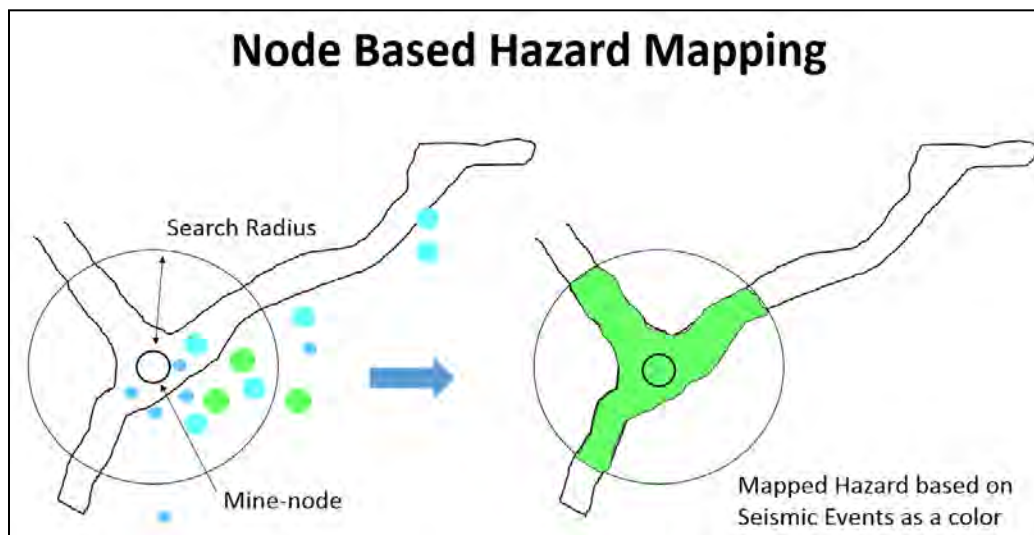 Node Based Hazard Mapping
Search Radius
Mine-node
Mapped Hazard based on
Seismic Events as a color